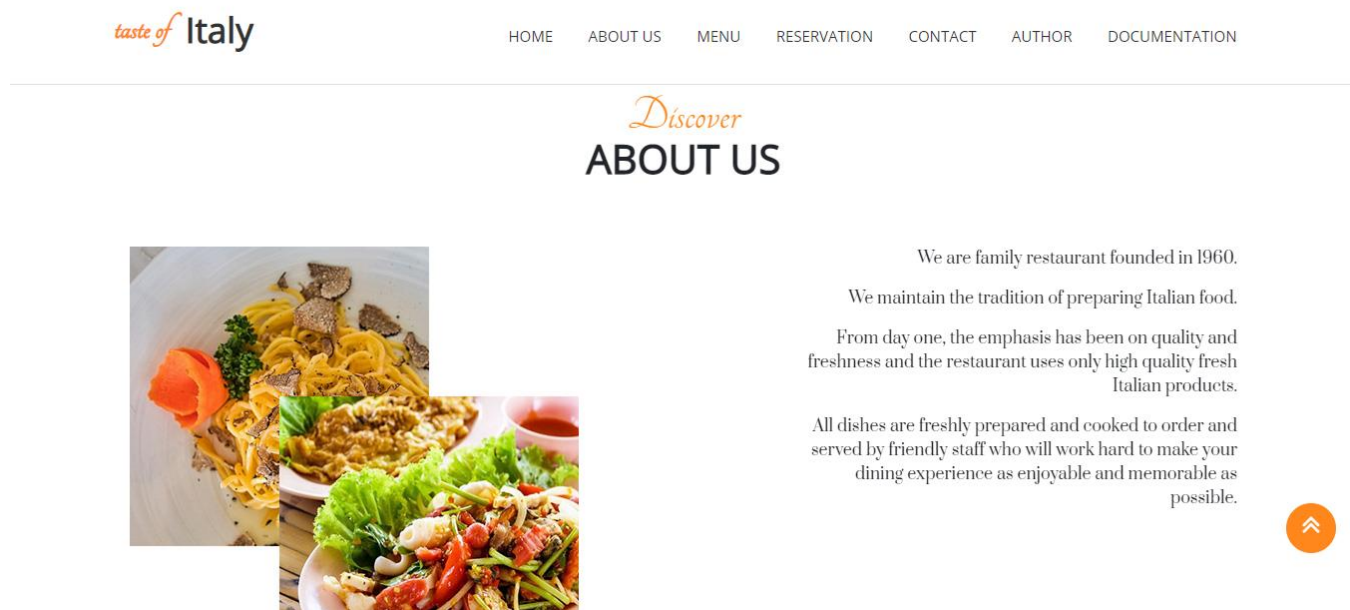 taste of Italy
HOME ABOUT US MENU RESERVATION CONTACT AUTHOR DOCUMENTATION
Discover
ABOUT US
We are family restaurant founded in 1960.
We maintain the tradition of preparing Italian food.
From day one, the emphasis has been on quality and
freshness and the restaurant uses only high quality fresh
Italian products.
All dishes are freshly prepared and cooked to order and
served by friendly staff who will work hard to make your
dining experience as enjoyable and memorable as
possible.